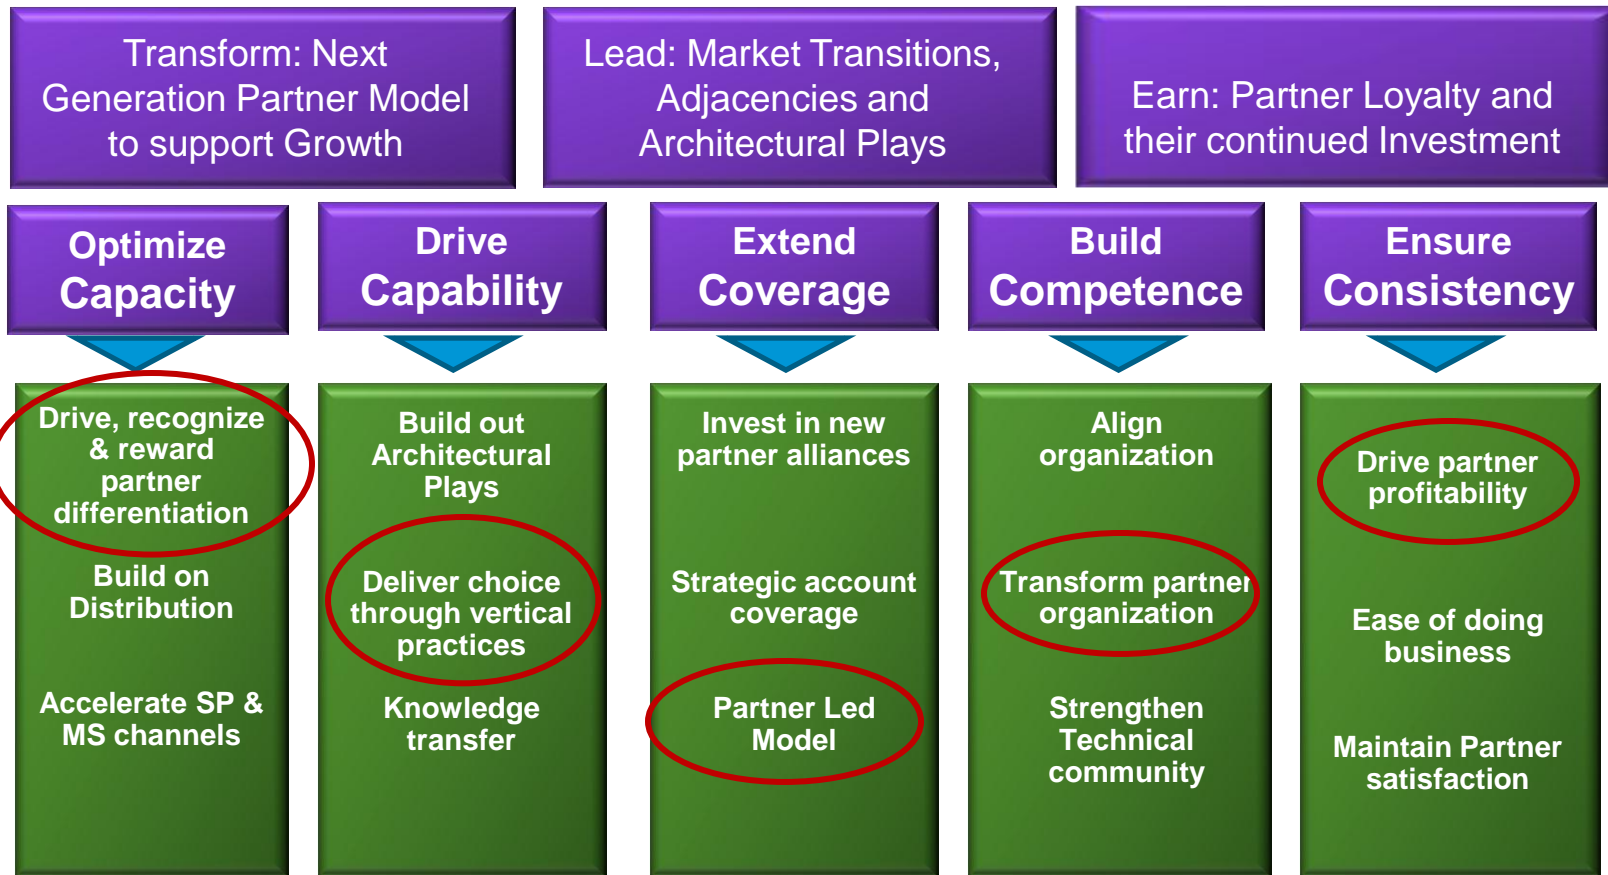 Transform: Next
Generation Partner Model
to support Growth
Lead: Market Transitions,
Adjacencies and
Architectural Plays
Earn: Partner Loyalty and
their continued Investment
Optimize
Capacity
Drive
Capability
Extend
Coverage
Build
Competence
Ensure
Consistency
Drive, recognize
& reward
partner
differentiation
Build on
Distribution
Accelerate SP &
MS channels
Build out
Architectural
Plays
Deliver choice
through vertical
practices
Knowledge
transfer
Invest in new
partner alliances
Strategic account
coverage
Partner Led
Model
Align
organization
Transform partner
organization
Strengthen
Technical
community
Drive partner
profitability
Ease of doing
business
Maintain Partner
satisfaction